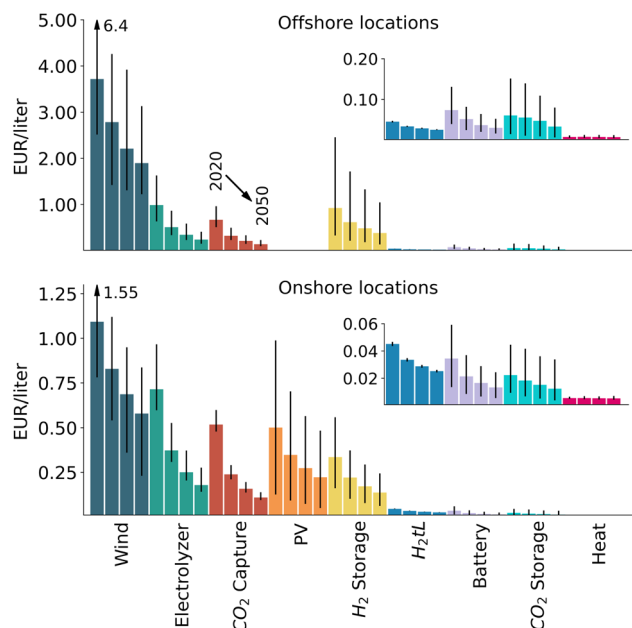 Offshore locations
5.00
4.00
3.00
2.00
1.00
EUR/liter
6.4
2020
2050
0.20
0.10
Onshore locations
1.25
1.00
0.75
0.50
0.25
EUR/liter
1.55
0.06
0.04
0.02
Wind
Electrolyzer
CO2 Capture
PV
H2 Storage
H2tL
Battery
CO2 Storage
Heat